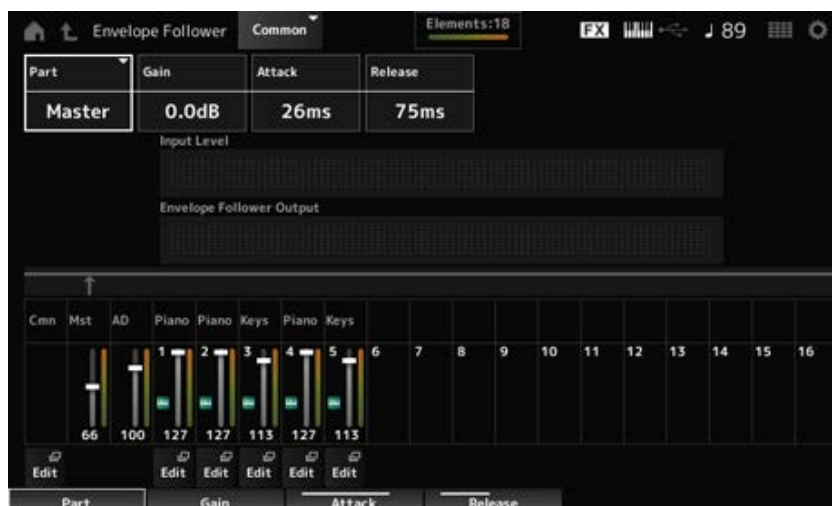 Envelope Follower Common Elements:18 FX ♩ 89
Part Gain Attack Release
Master 0.0dB 26ms 75ms
Input Level
Envelope Follower Output
Cmn Mst AD Piano Piano Keys Piano Keys
1 2 3 4 5 6 7 8 9 10 11 12 13 14 15 16
66 100 127 127 113 127 113
Edit Edit Edit Edit Edit Edit
Part Gain Attack Release